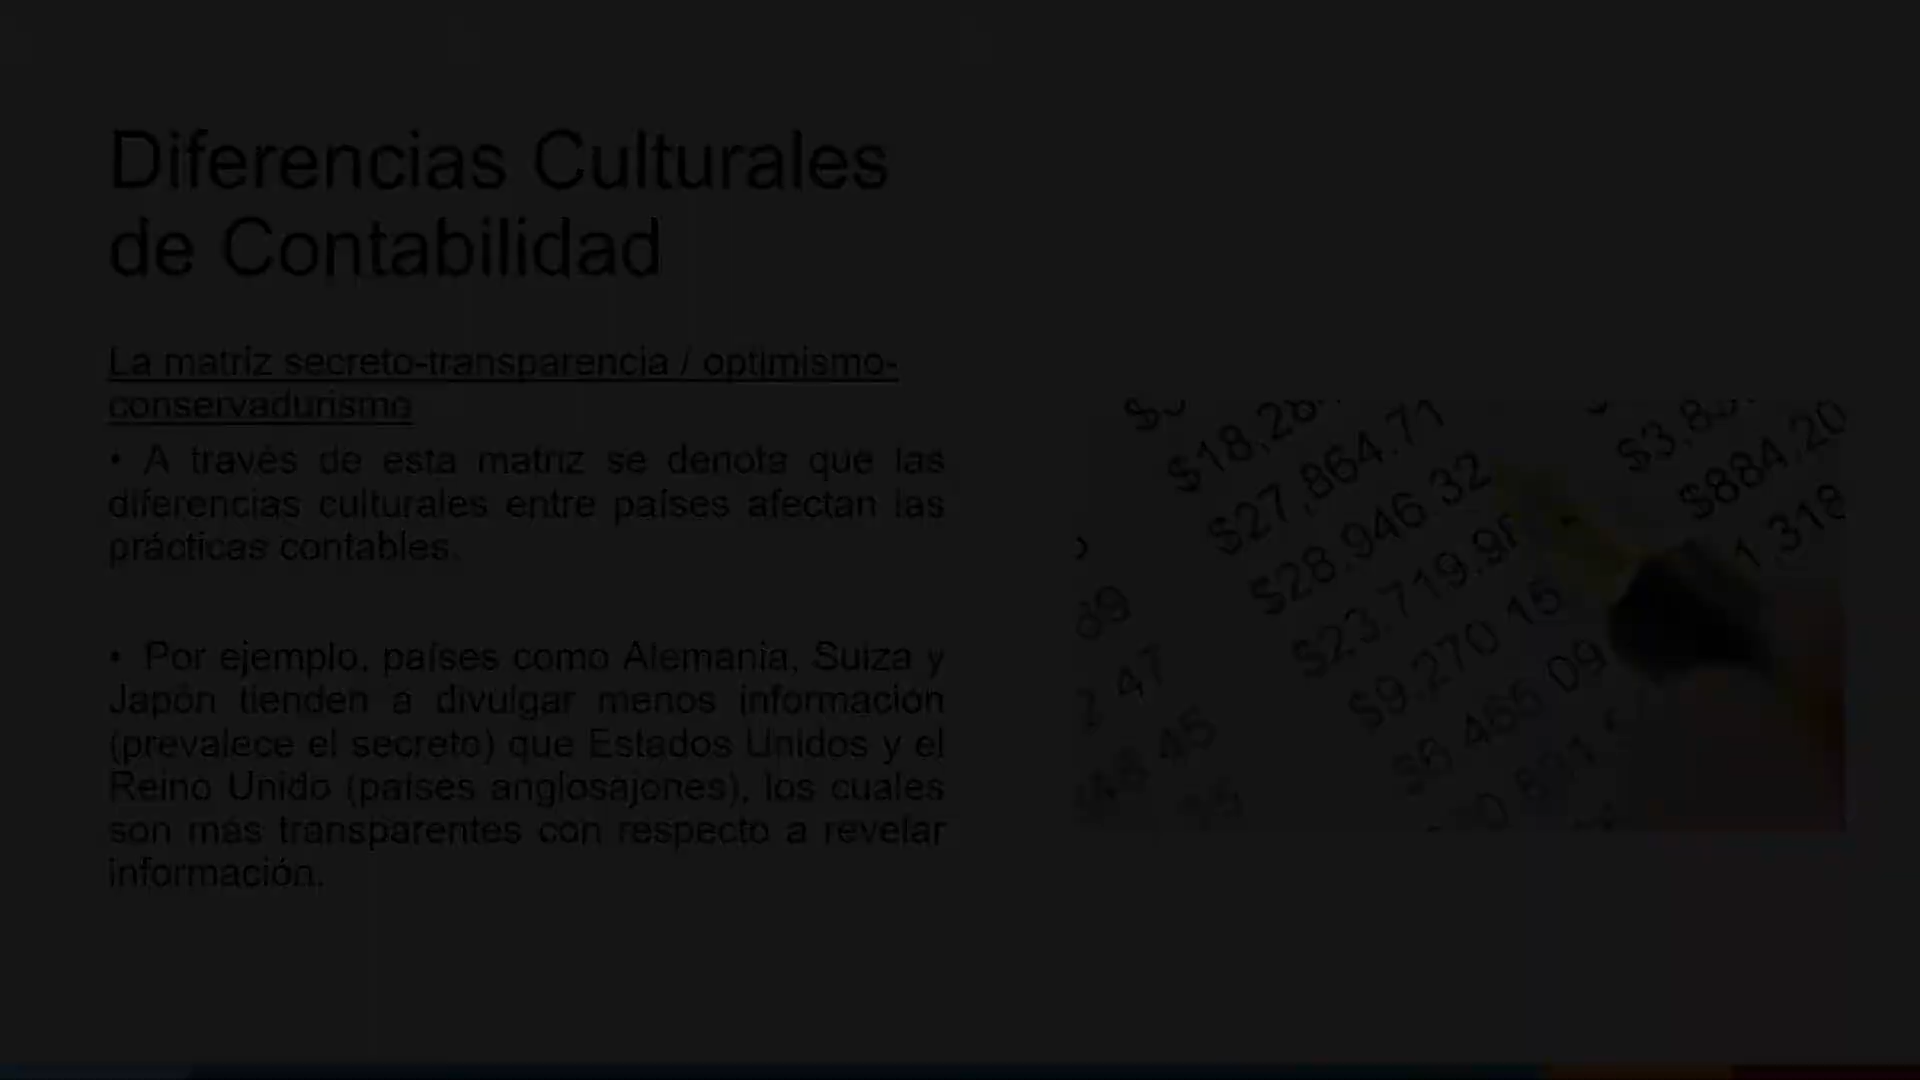 Diferencias Culturales
de Contabilidad
La matriz secreto-transparencia / optimismo-
conservadurismo
• A través de esta matriz se denota que las
diferencias culturales entre países afectan las
prácticas contables.
• Por ejemplo, países como Alemania, Suiza y
Japón tienden a divulgar menos información
(prevalece el secreto) que Estados Unidos y el
Reino Unido (países anglosajones), los cuales
son más transparentes con respecto a revelar
información.
$18,28
$27,864.71
$28,946 32
$23,719.9
$9,270 15
$6 465 09
$884,20
1,318
2 47